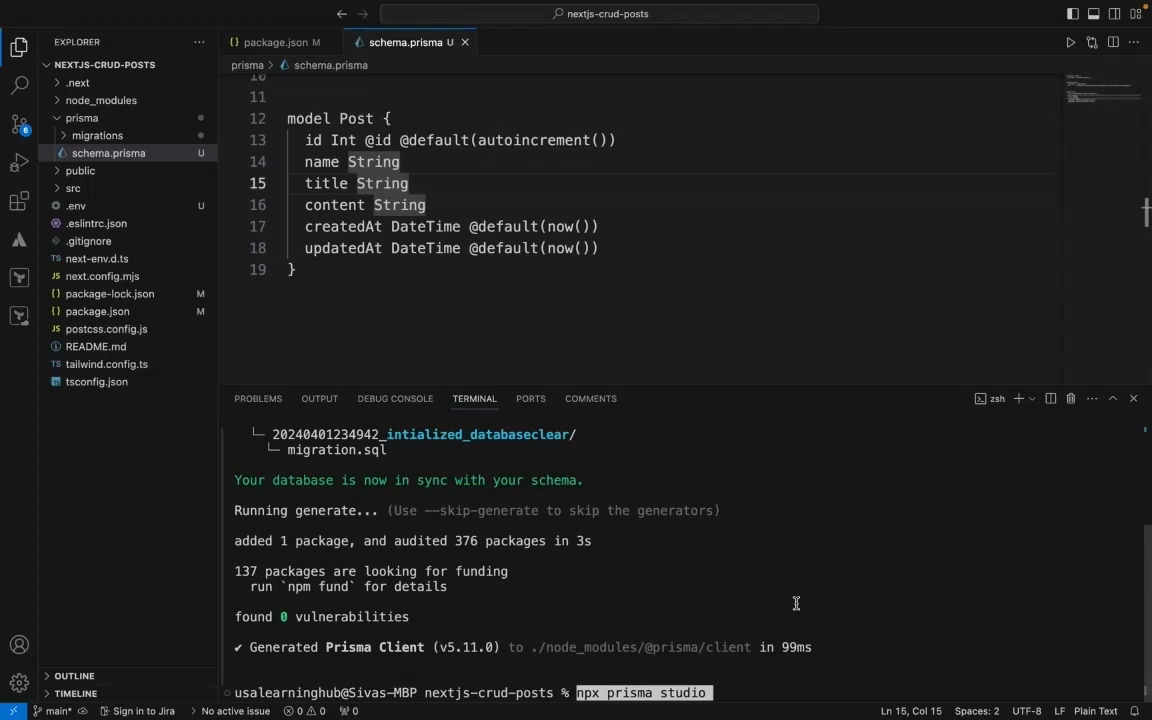 nextjs-crud-posts
EXPLORER
NEXTJS-CRUD-POSTS
.next
node_modules
prisma
migrations
schema.prisma U
public
src
.env U
.eslintrc.json
.gitignore
TS next-env.d.ts
JS next.config.mjs
{} package-lock.json M
{} package.json M
JS postcss.config.js
README.md
TS tailwind.config.ts
tsconfig.json
OUTLINE
TIMELINE
{} package.json M
schema.prisma U
prisma > schema.prisma
10
11
12 model Post {
13 id Int @id @default(autoincrement())
14 name String
15 title String
16 content String
17 createdAt DateTime @default(now())
18 updatedAt DateTime @default(now())
19 }
PROBLEMS OUTPUT DEBUG CONSOLE TERMINAL PORTS COMMENTS
zsh
└─ 20240401234942_intialized_databaseclear/
└─ migration.sql
Your database is now in sync with your schema.
Running generate... (Use --skip-generate to skip the generators)
added 1 package, and audited 376 packages in 3s
137 packages are looking for funding
run `npm fund` for details
found 0 vulnerabilities
✔ Generated Prisma Client (v5.11.0) to ./node_modules/@prisma/client in 99ms
usalearninghub@Sivas-MBP nextjs-crud-posts % npx prisma studio
6
main* Sign in to Jira No active issue 0 0 0 Ln 15, Col 15 Spaces: 2 UTF-8 LF Plain Text